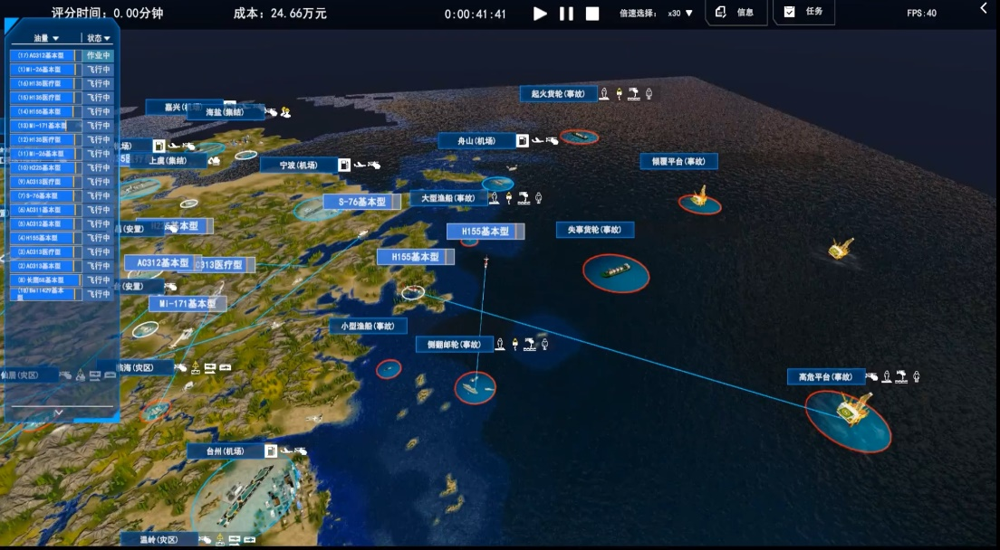 评分时间：0.00分钟
成本：24.66万元
0:00:41:41
倍速选择： x30
信息
任务
FPS:40
油量 状态
(17)AC313基本型 作业中
(1)Mi-26基本型 飞行中
(16)H135医疗型 飞行中
(15)H135医疗型 飞行中
(14)H155基本型 飞行中
(13)Mi-171基本型 飞行中
(12)H135医疗型 飞行中
(11)Mi-26基本型 飞行中
(10)H225基本型 飞行中
(9)AC313医疗型 飞行中
(7)S-76基本型 飞行中
(6)AC311基本型 飞行中
(5)AC312基本型 飞行中
(4)H155基本型 飞行中
(3)AC313医疗型 飞行中
(2)AC313基本型 飞行中
(18)Bell429基本型 飞行中
起火货轮(事故)
海盐(集结)
舟山(机场)
上虞(集结)
宁波(机场)
倾覆平台(事故)
S-76基本型
大型渔船(事故)
H155基本型
失事货轮(事故)
(安置)
H155基本型
AC312基本型
C313医疗型
(安置)
Mi-171基本型
小型渔船(事故)
侧翻邮轮(事故)
仙居(灾区)
临海(灾区)
高危平台(事故)
台州(机场)
温岭(灾区)